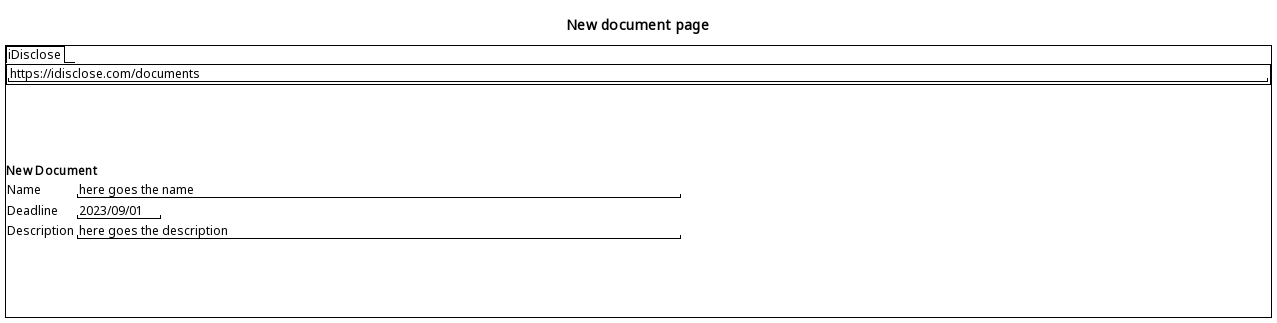 New document page
iDisclose
https://idisclose.com/documents
New Document
Name here goes the name
Deadline 2023/09/01
Description here goes the description